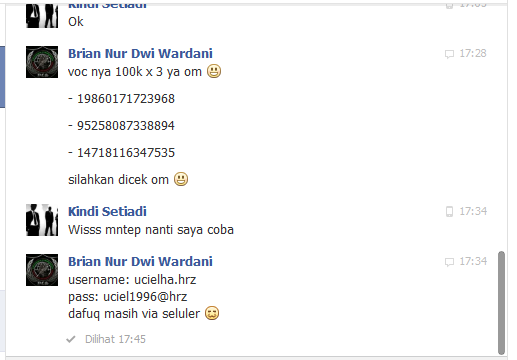 Kindi Setiadi 17:03
Ok
Brian Nur Dwi Wardani 17:28
voc nya 100k x 3 ya om
- 19860171723968
- 95258087338894
- 14718116347535
silahkan dicek om
Kindi Setiadi 17:34
Wisss mntep nanti saya coba
Brian Nur Dwi Wardani 17:34
username: ucielha.hrz
pass: uciel1996@hrz
dafuq masih via seluler
Dilihat 17:45